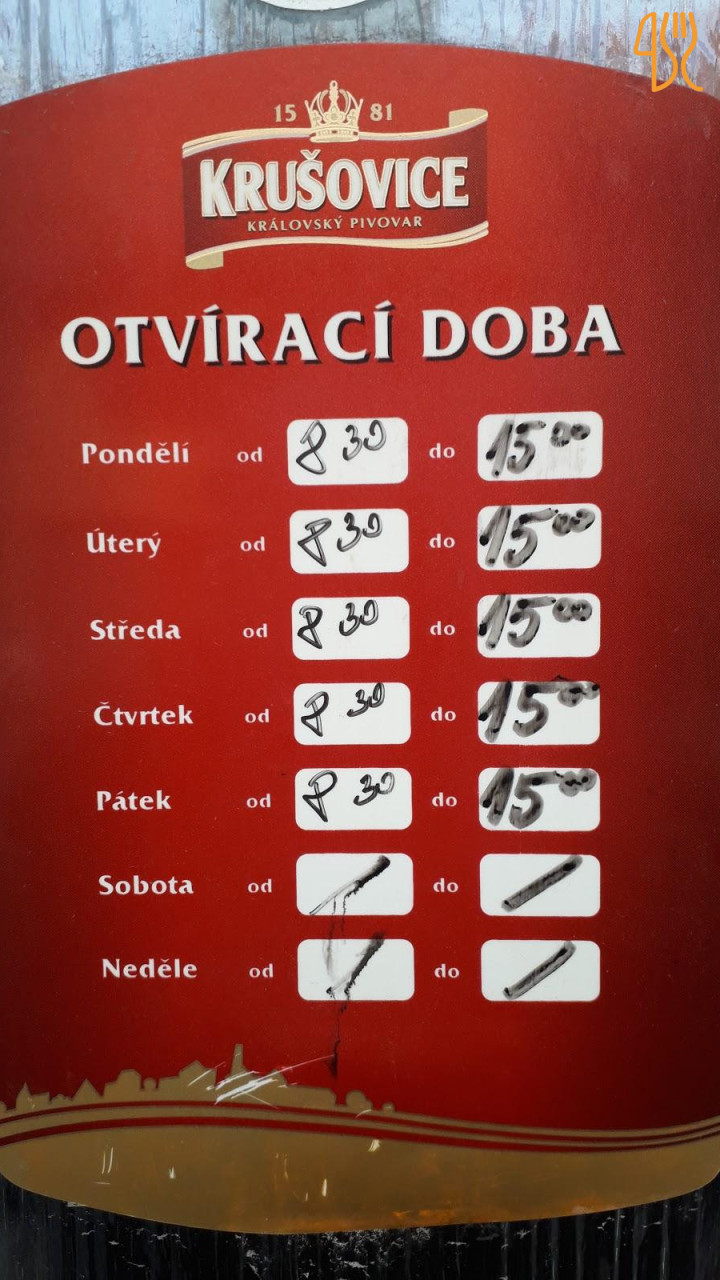 15 81
KRUŠOVICE
KRÁLOVSKÝ PIVOVAR
OTVÍRACÍ DOBA
Pondělí od 8 30 do 15 00
Úterý od 8 30 do 15 00
Středa od 8 30 do 15 00
Čtvrtek od 8 30 do 15 00
Pátek od 8 30 do 15 00
Sobota od / do /
Neděle od / do /